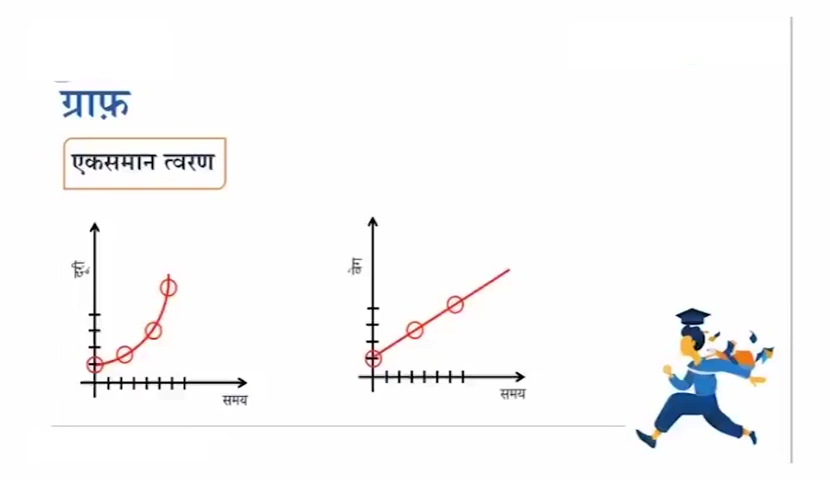 ग्राफ़
एकसमान त्वरण
दूरी
समय
वेग
समय